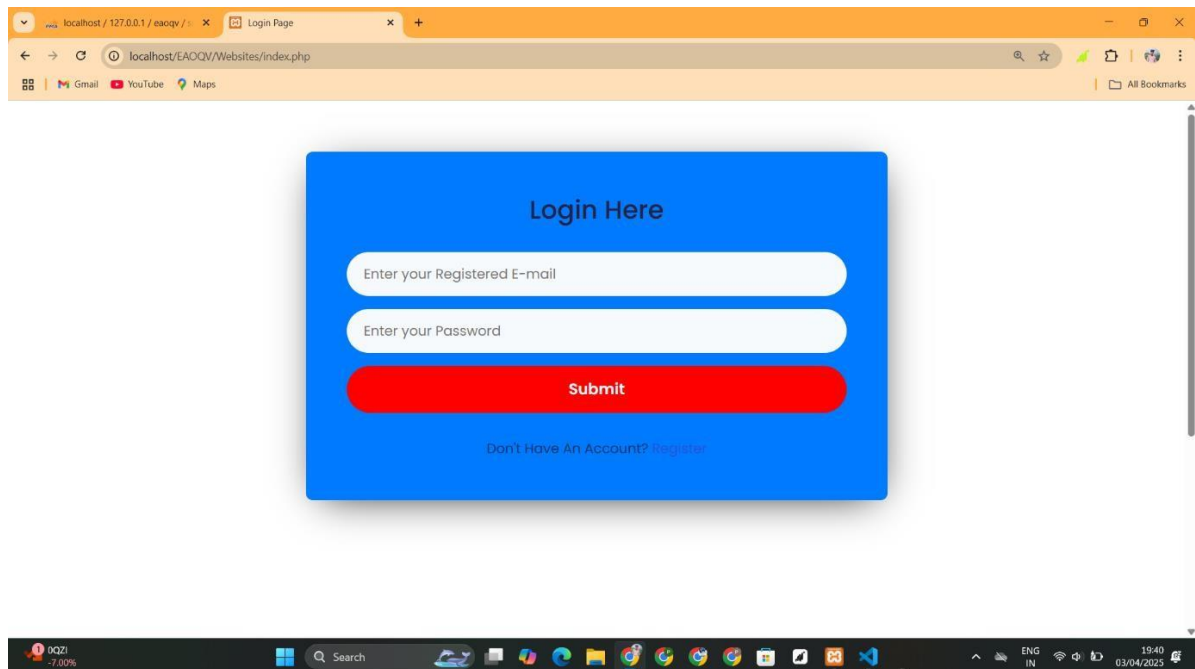 localhost / 127.0.0.1 / eaoqv / s
Login Page
localhost/EAOQV/Websites/index.php
Gmail YouTube Maps
All Bookmarks
Login Here
Enter your Registered E-mail
Enter your Password
Submit
Don't Have An Account? Register
1
0QZI
-7.00%
Search
ENG
IN
19:40
03/04/2025